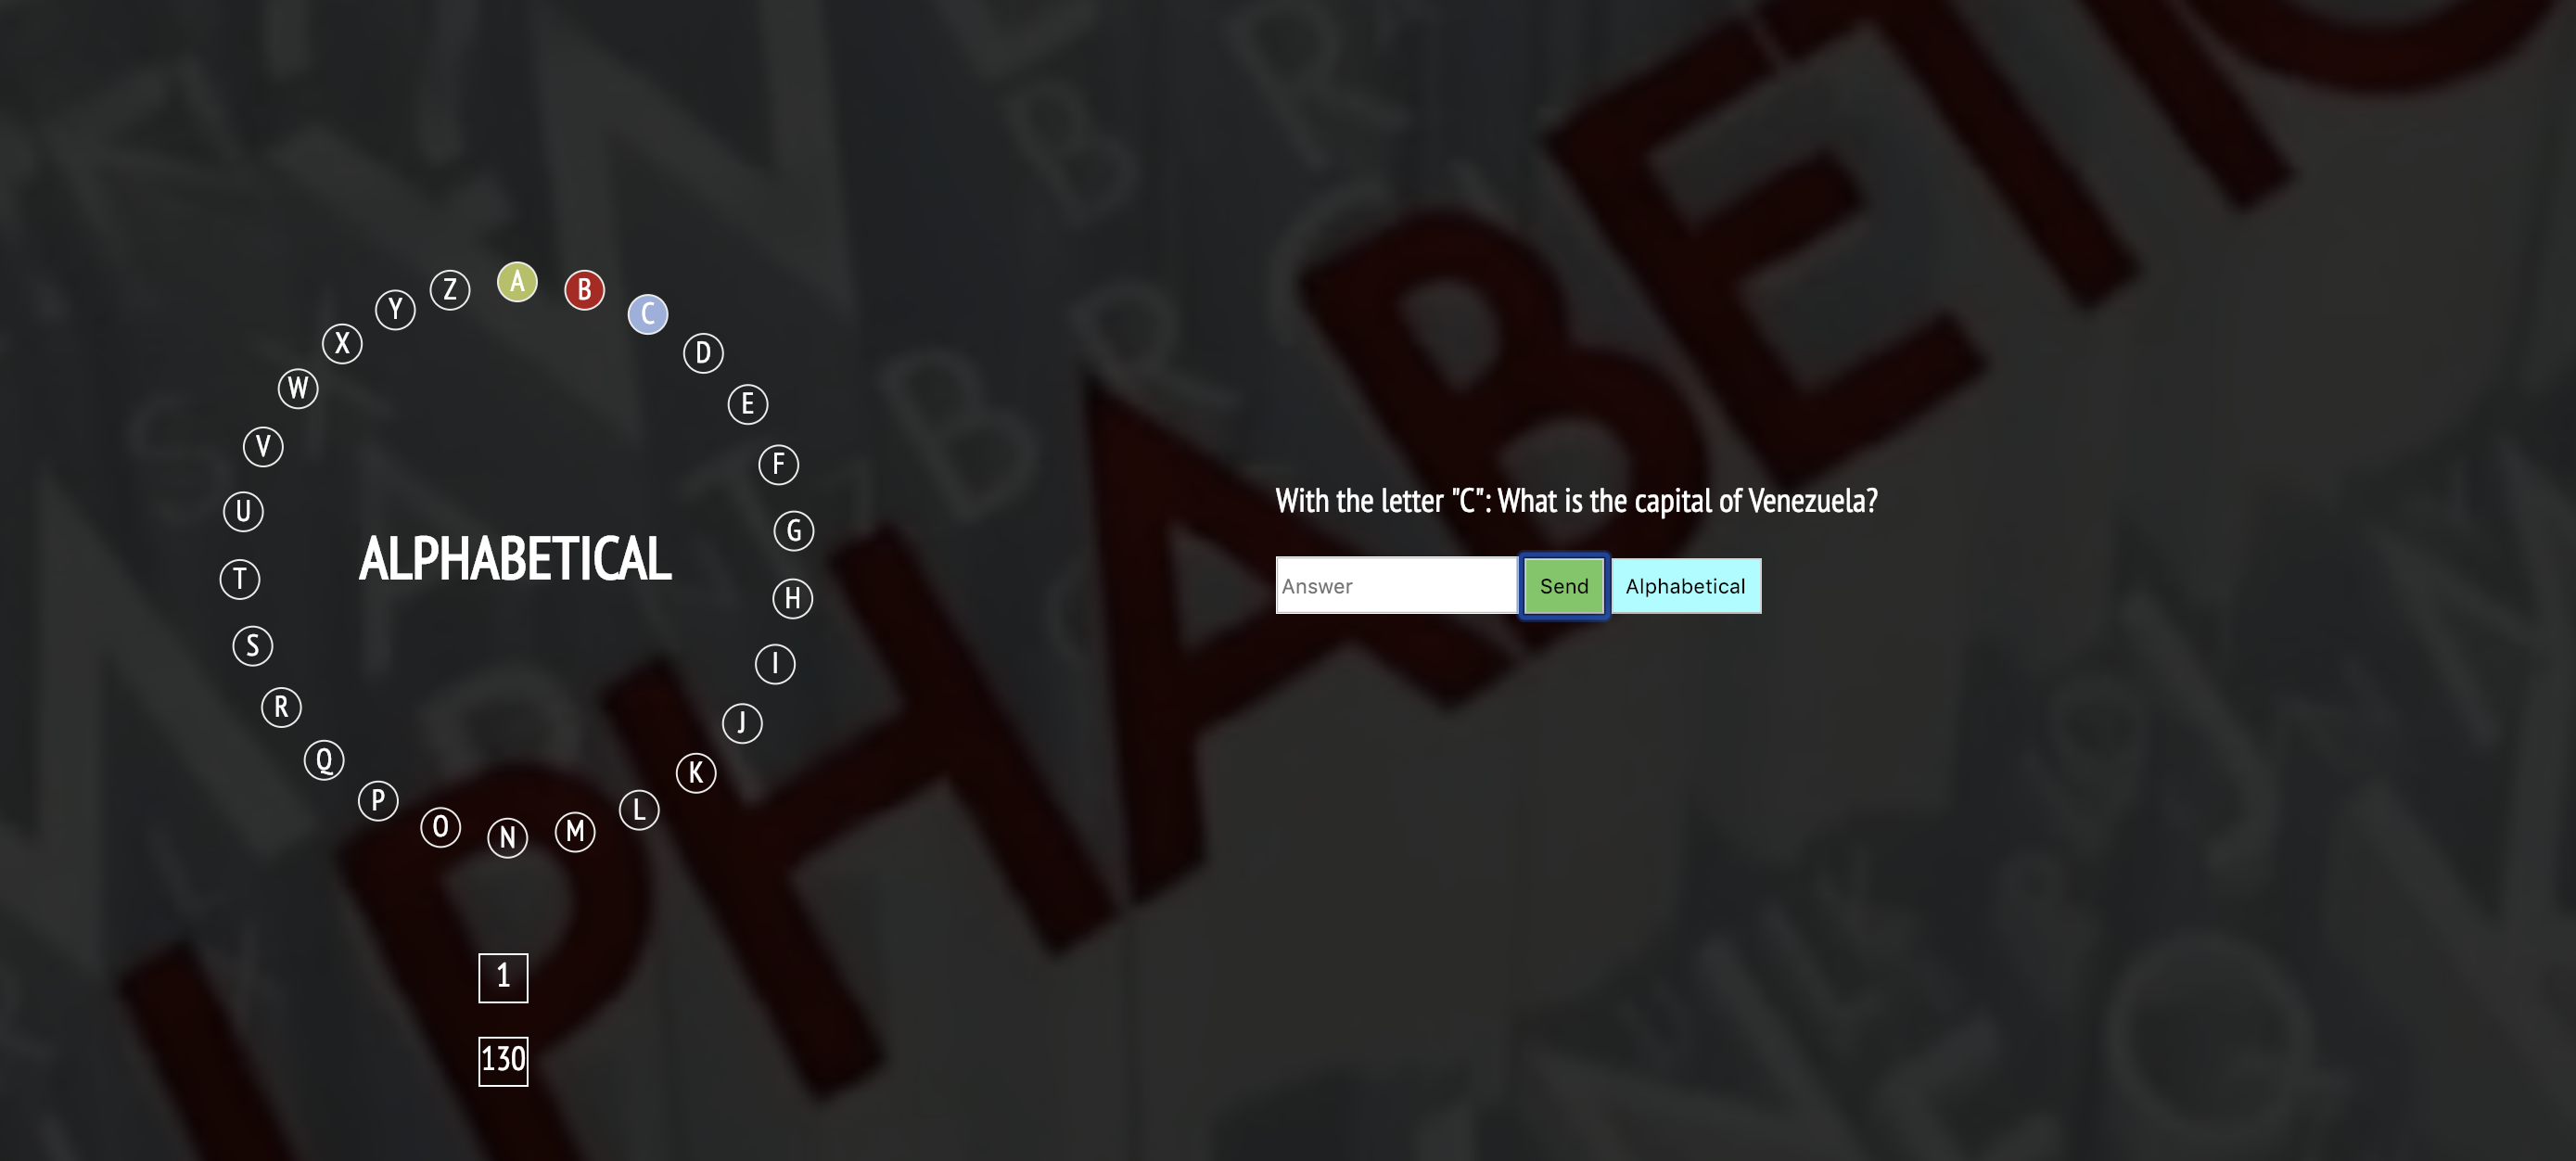 A
B
C
D
E
F
G
H
I
J
K
L
M
N
O
P
Q
R
S
T
U
V
W
X
Y
Z
ALPHABETICAL
1
130
With the letter "C": What is the capital of Venezuela?
Answer
Send
Alphabetical